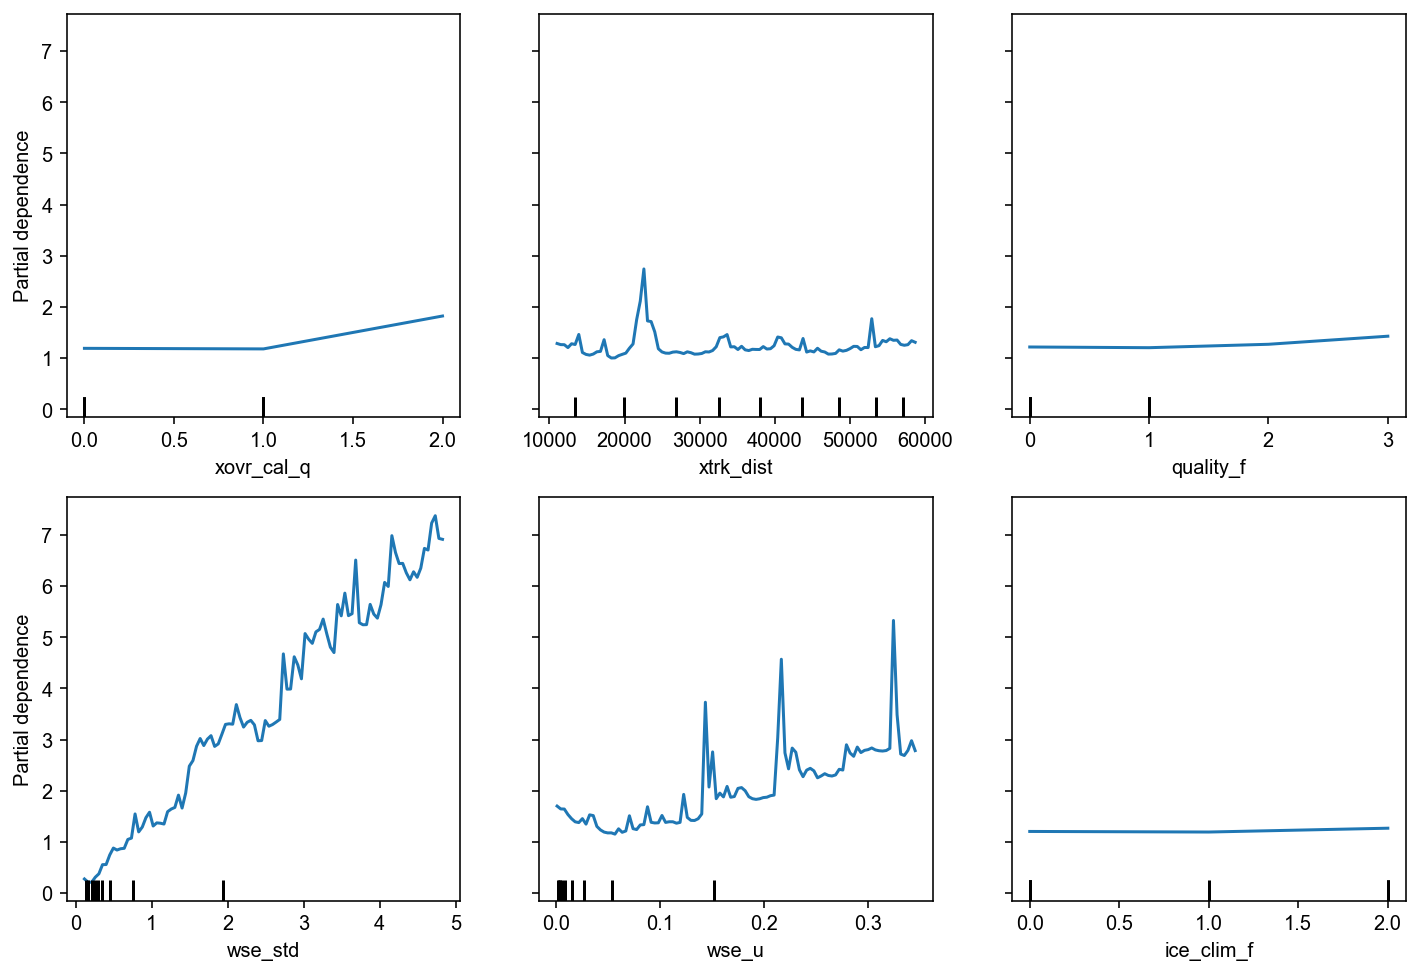 7
6
5
4
3
2
1
0
Partial dependence
0.0 0.5 1.0 1.5 2.0
xovr_cal_q
10000 20000 30000 40000 50000 60000
xtrk_dist
0 1 2 3
quality_f
7
6
5
4
3
2
1
0
Partial dependence
0 1 2 3 4 5
wse_std
0.0 0.1 0.2 0.3
wse_u
0.0 0.5 1.0 1.5 2.0
ice_clim_f